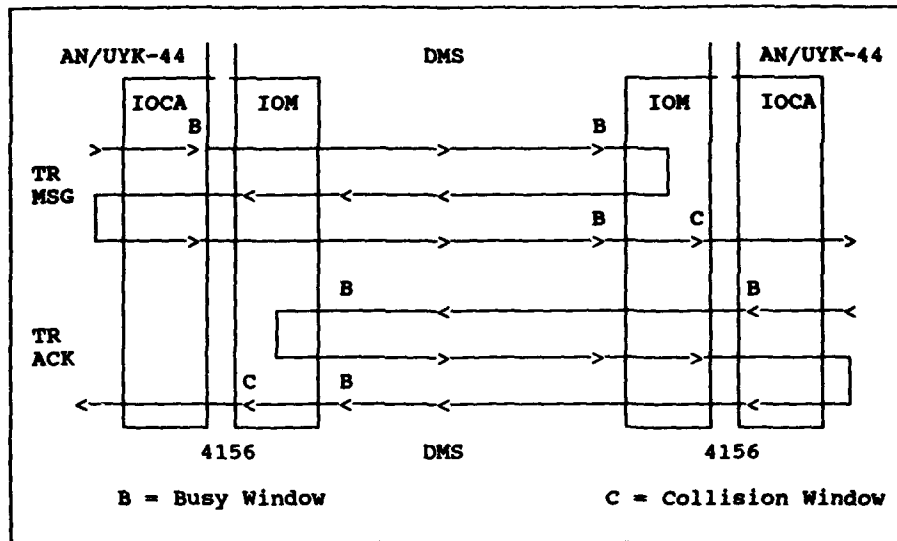 AN/UYK-44 DMS AN/UYK-44
IOCA IOM IOM IOCA
B B
TR
MSG
B C
B B
TR
ACK
C B
4156 DMS 4156
B = Busy Window C = Collision Window